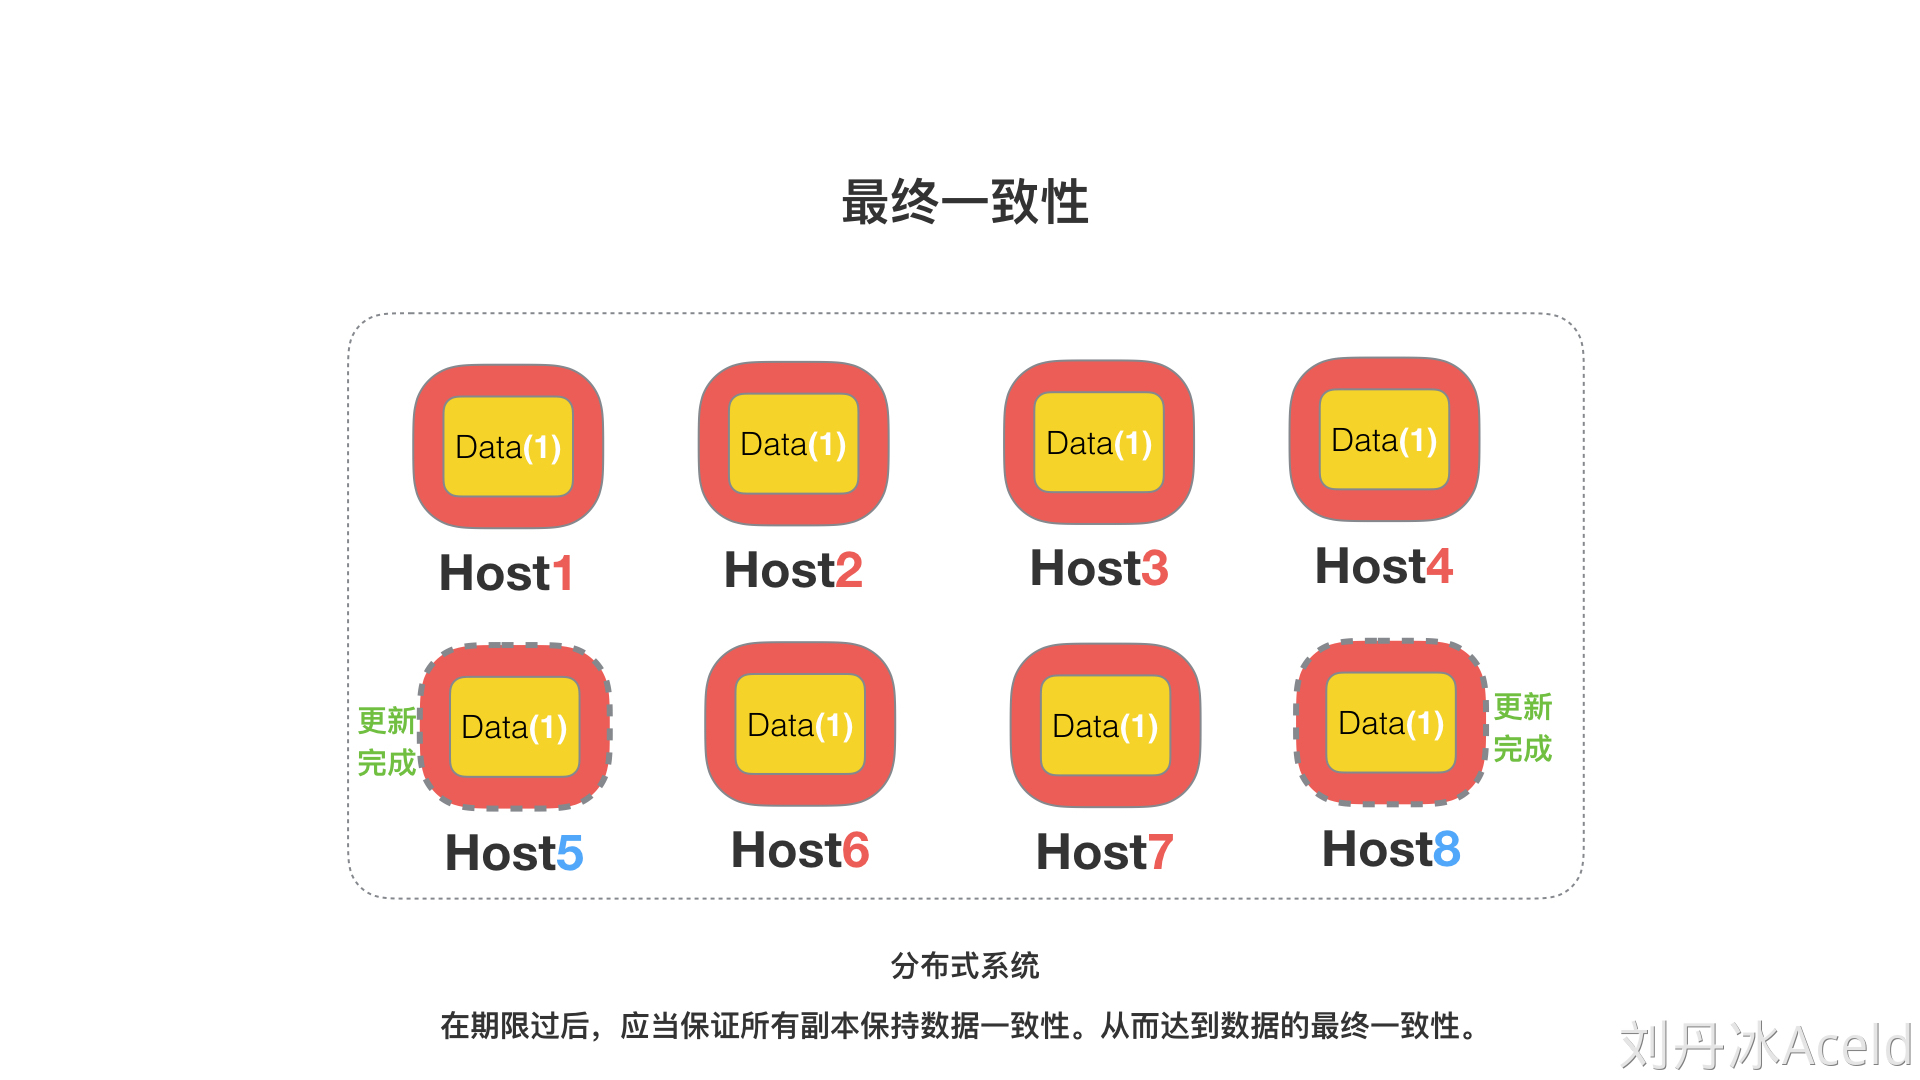 最终一致性
Data(1)
Data(1)
Data(1)
Data(1)
Host1
Host2
Host3
Host4
更新
完成
Data(1)
Data(1)
Data(1)
Data(1)
更新
完成
Host5
Host6
Host7
Host8
分布式系统
在期限过后，应当保证所有副本保持数据一致性。从而达到数据的最终一致性。
刘丹冰Aceld